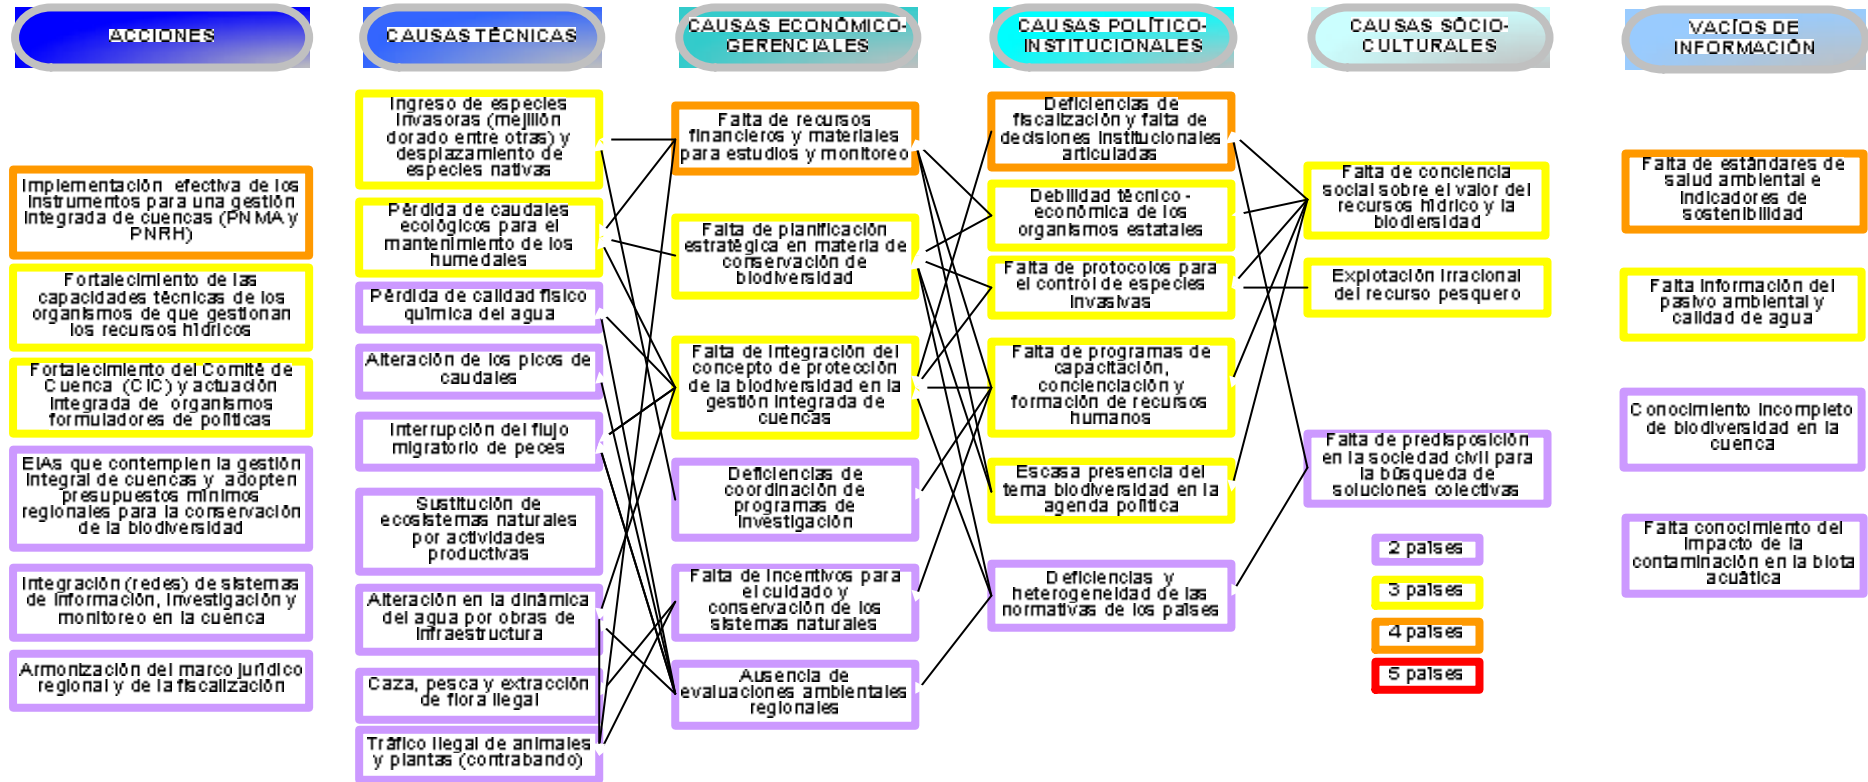 ACCIONES
Implementación efectiva de los
instrumentos para una gestión
integrada de cuencas (PNMA y
PNRH)
Fortalecimiento de las
capacidades técnicas de los
organismos de que gestionan
los recursos hídricos
Fortalecimiento del Comité de
Cuenca (CIC) y actuación
integrada de organismos
formuladores de políticas
EIAs que contemplen la gestión
integral de cuencas y adopten
presupuestos mínimos
regionales para la conservación
de la biodiversidad
Integración (redes) de sistemas
de información, investigación y
monitoreo en la cuenca
Armonización del marco jurídico
regional y de la fiscalización
CAUSAS TÉCNICAS
Ingreso de especies
invasoras (mejillón
dorado entre otras) y
desplazamiento de
especies nativas
Pérdida de caudales
ecológicos para el
mantenimiento de los
humedales
Pérdida de calidad físico
química del agua
Alteración de los picos de
caudales
Interrupción del flujo
migratorio de peces
Sustitución de
ecosistemas naturales
por actividades
productivas
Alteración en la dinámica
del agua por obras de
infraestructura
Caza, pesca y extracción
de flora ilegal
Tráfico ilegal de animales
y plantas (contrabando)
CAUSAS ECONÓMICO-
GERENCIALES
Falta de recursos
financieros y materiales
para estudios y monitoreo
Falta de planificación
estratégica en materia de
conservación de
biodiversidad
Falta de integración del
concepto de protección
de la biodiversidad en la
gestión integrada de
cuencas
Deficiencias de
coordinación de
programas de
investigación
Falta de incentivos para
el cuidado y
conservación de los
sistemas naturales
Ausencia de
evaluaciones ambientales
regionales
CAUSAS POLÍTICO-
INSTITUCIONALES
Deficiencias de
fiscalización y falta de
decisiones institucionales
articuladas
Debilidad técnico -
económica de los
organismos estatales
Falta de protocolos para
el control de especies
invasivas
Falta de programas de
capacitación,
concienciación y
formación de recursos
humanos
Escasa presencia del
tema biodiversidad en la
agenda política
Deficiencias y
heterogeneidad de las
normativas de los países
CAUSAS SÓCIO-
CULTURALES
Falta de conciencia
social sobre el valor del
recursos hídrico y la
biodiersidad
Explotación irracional
del recurso pesquero
Falta de predisposición
en la sociedad civil para
la búsqueda de
soluciones colectivas
2 países
3 países
4 países
5 países
VACÍOS DE
INFORMACIÓN
Falta de estándares de
salud ambiental e
indicadores de
sostenibilidad
Falta información del
pasivo ambiental y
calidad de agua
Conocimiento incompleto
de biodiversidad en la
cuenca
Falta conocimiento del
impacto de la
contaminación en la biota
acuática